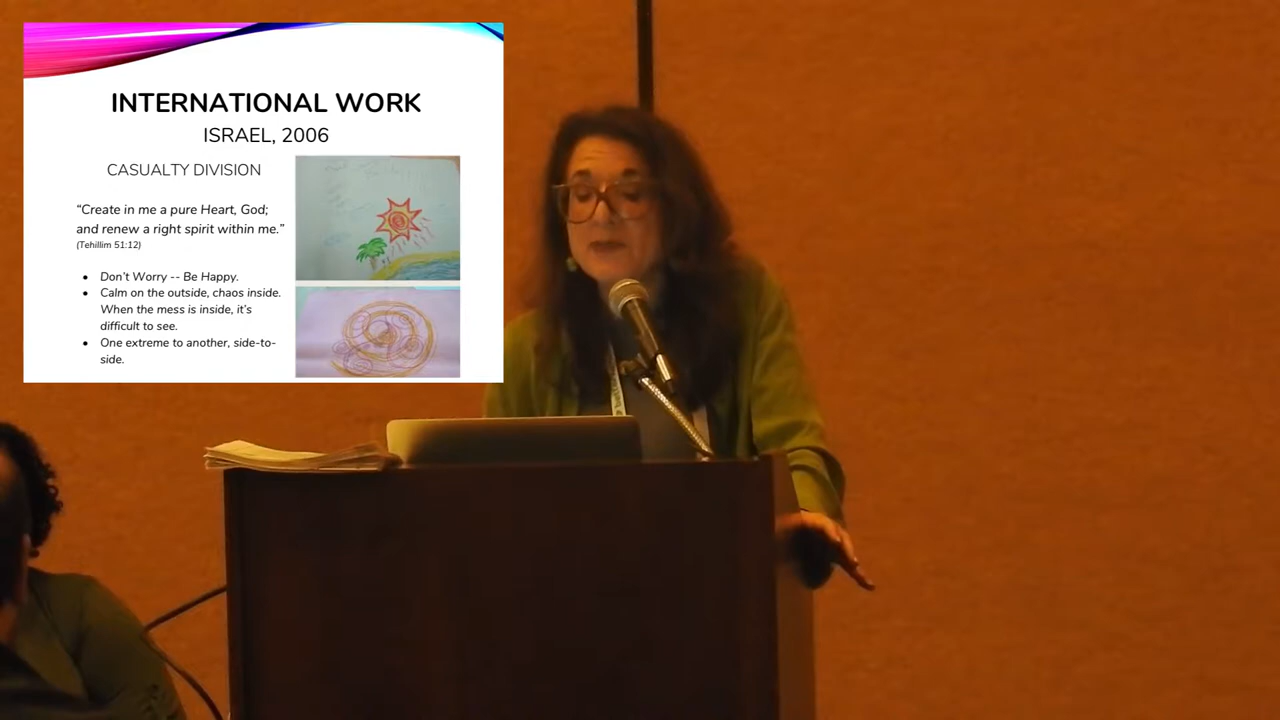 INTERNATIONAL WORK
ISRAEL, 2006
CASUALTY DIVISION
“Create in me a pure Heart, God;
and renew a right spirit within me.”
(Tehillim 51:12)
• Don’t Worry -- Be Happy.
• Calm on the outside, chaos inside.
When the mess is inside, it’s
difficult to see.
• One extreme to another, side-to-
side.